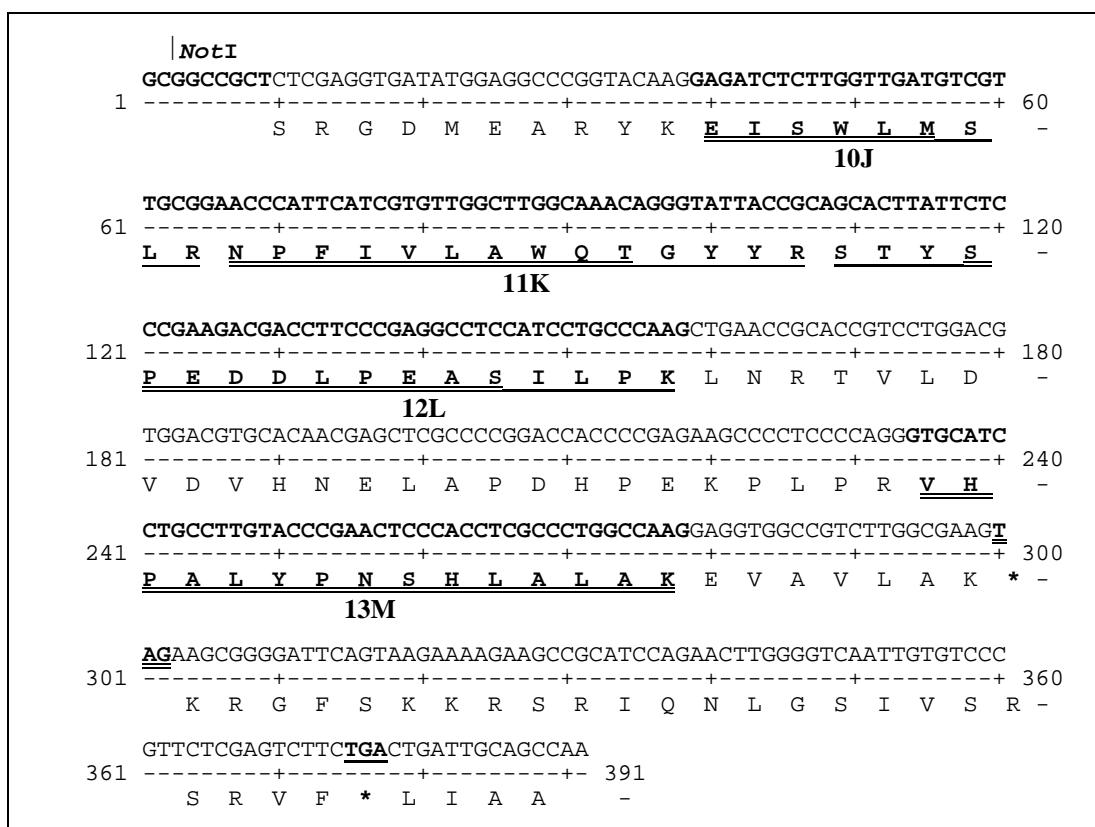 |NotI
GCGGCCGCTCTCGAGGTGATATGGAGGCCCGGTACAAGGAGATCTCTTGGTTGATGTCGT
1 ---------+---------+---------+---------+---------+---------+ 60
S R G D M E A R Y K E I S W L M S -
10J
TGCGGAACCCATTCATCGTGTTGGCTTGGCAAACAGGGTATTACCGCAGCACTTATTCTC
61 ---------+---------+---------+---------+---------+---------+ 120
L R N P F I V L A W Q T G Y Y R S T Y S -
11K
CCGAAGACGACCTTCCCGAGGCCTCCATCCTGCCCAAGCTGAACCGCACCGTCCTGGACG
121 ---------+---------+---------+---------+---------+---------+ 180
P E D D L P E A S I L P K L N R T V L D -
12L
TGGACGTGCACAACGAGCTCGCCCCGGACCACCCCGAGAAGCCCCTCCCCAGGGTGCATC
181 ---------+---------+---------+---------+---------+---------+ 240
V D V H N E L A P D H P E K P L P R V H -
CTGCCTTGTACCCGAACTCCCACCTCGCCCTGGCCAAGGAGGTGGCCGTCTTGGCGAAGT
241 ---------+---------+---------+---------+---------+---------+ 300
P A L Y P N S H L A L A K E V A V L A K * -
13M
AGAAGCGGGGATTCAGTAAGAAAAGAAGCCGCATCCAGAACTTGGGGTCAATTGTGTCCC
301 ---------+---------+---------+---------+---------+---------+ 360
K R G F S K K R S R I Q N L G S I V S R -
GTTCTCGAGTCTTCTGACTGATTGCAGCCAA
361 ---------+---------+---------+- 391
S R V F * L I A A -